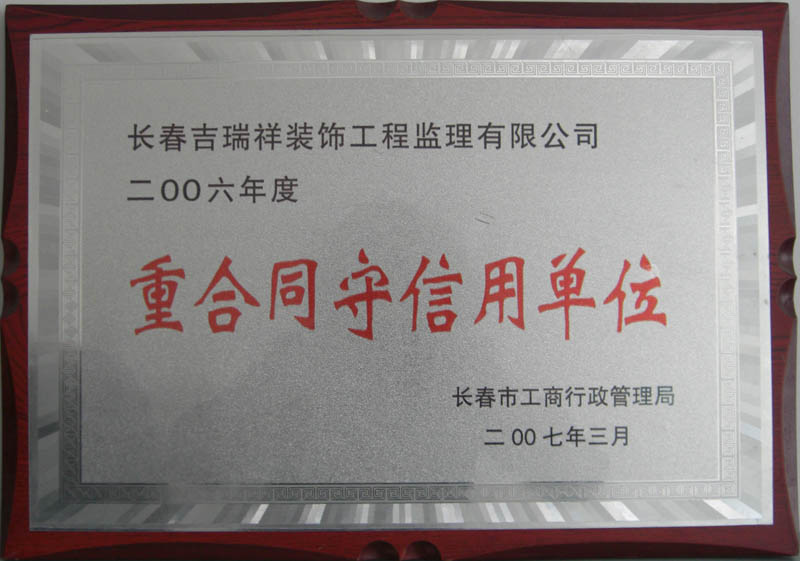 长春吉瑞祥装饰工程监理有限公司
二OO六年度
重合同守信用单位
长春市工商行政管理局
二OO七年三月